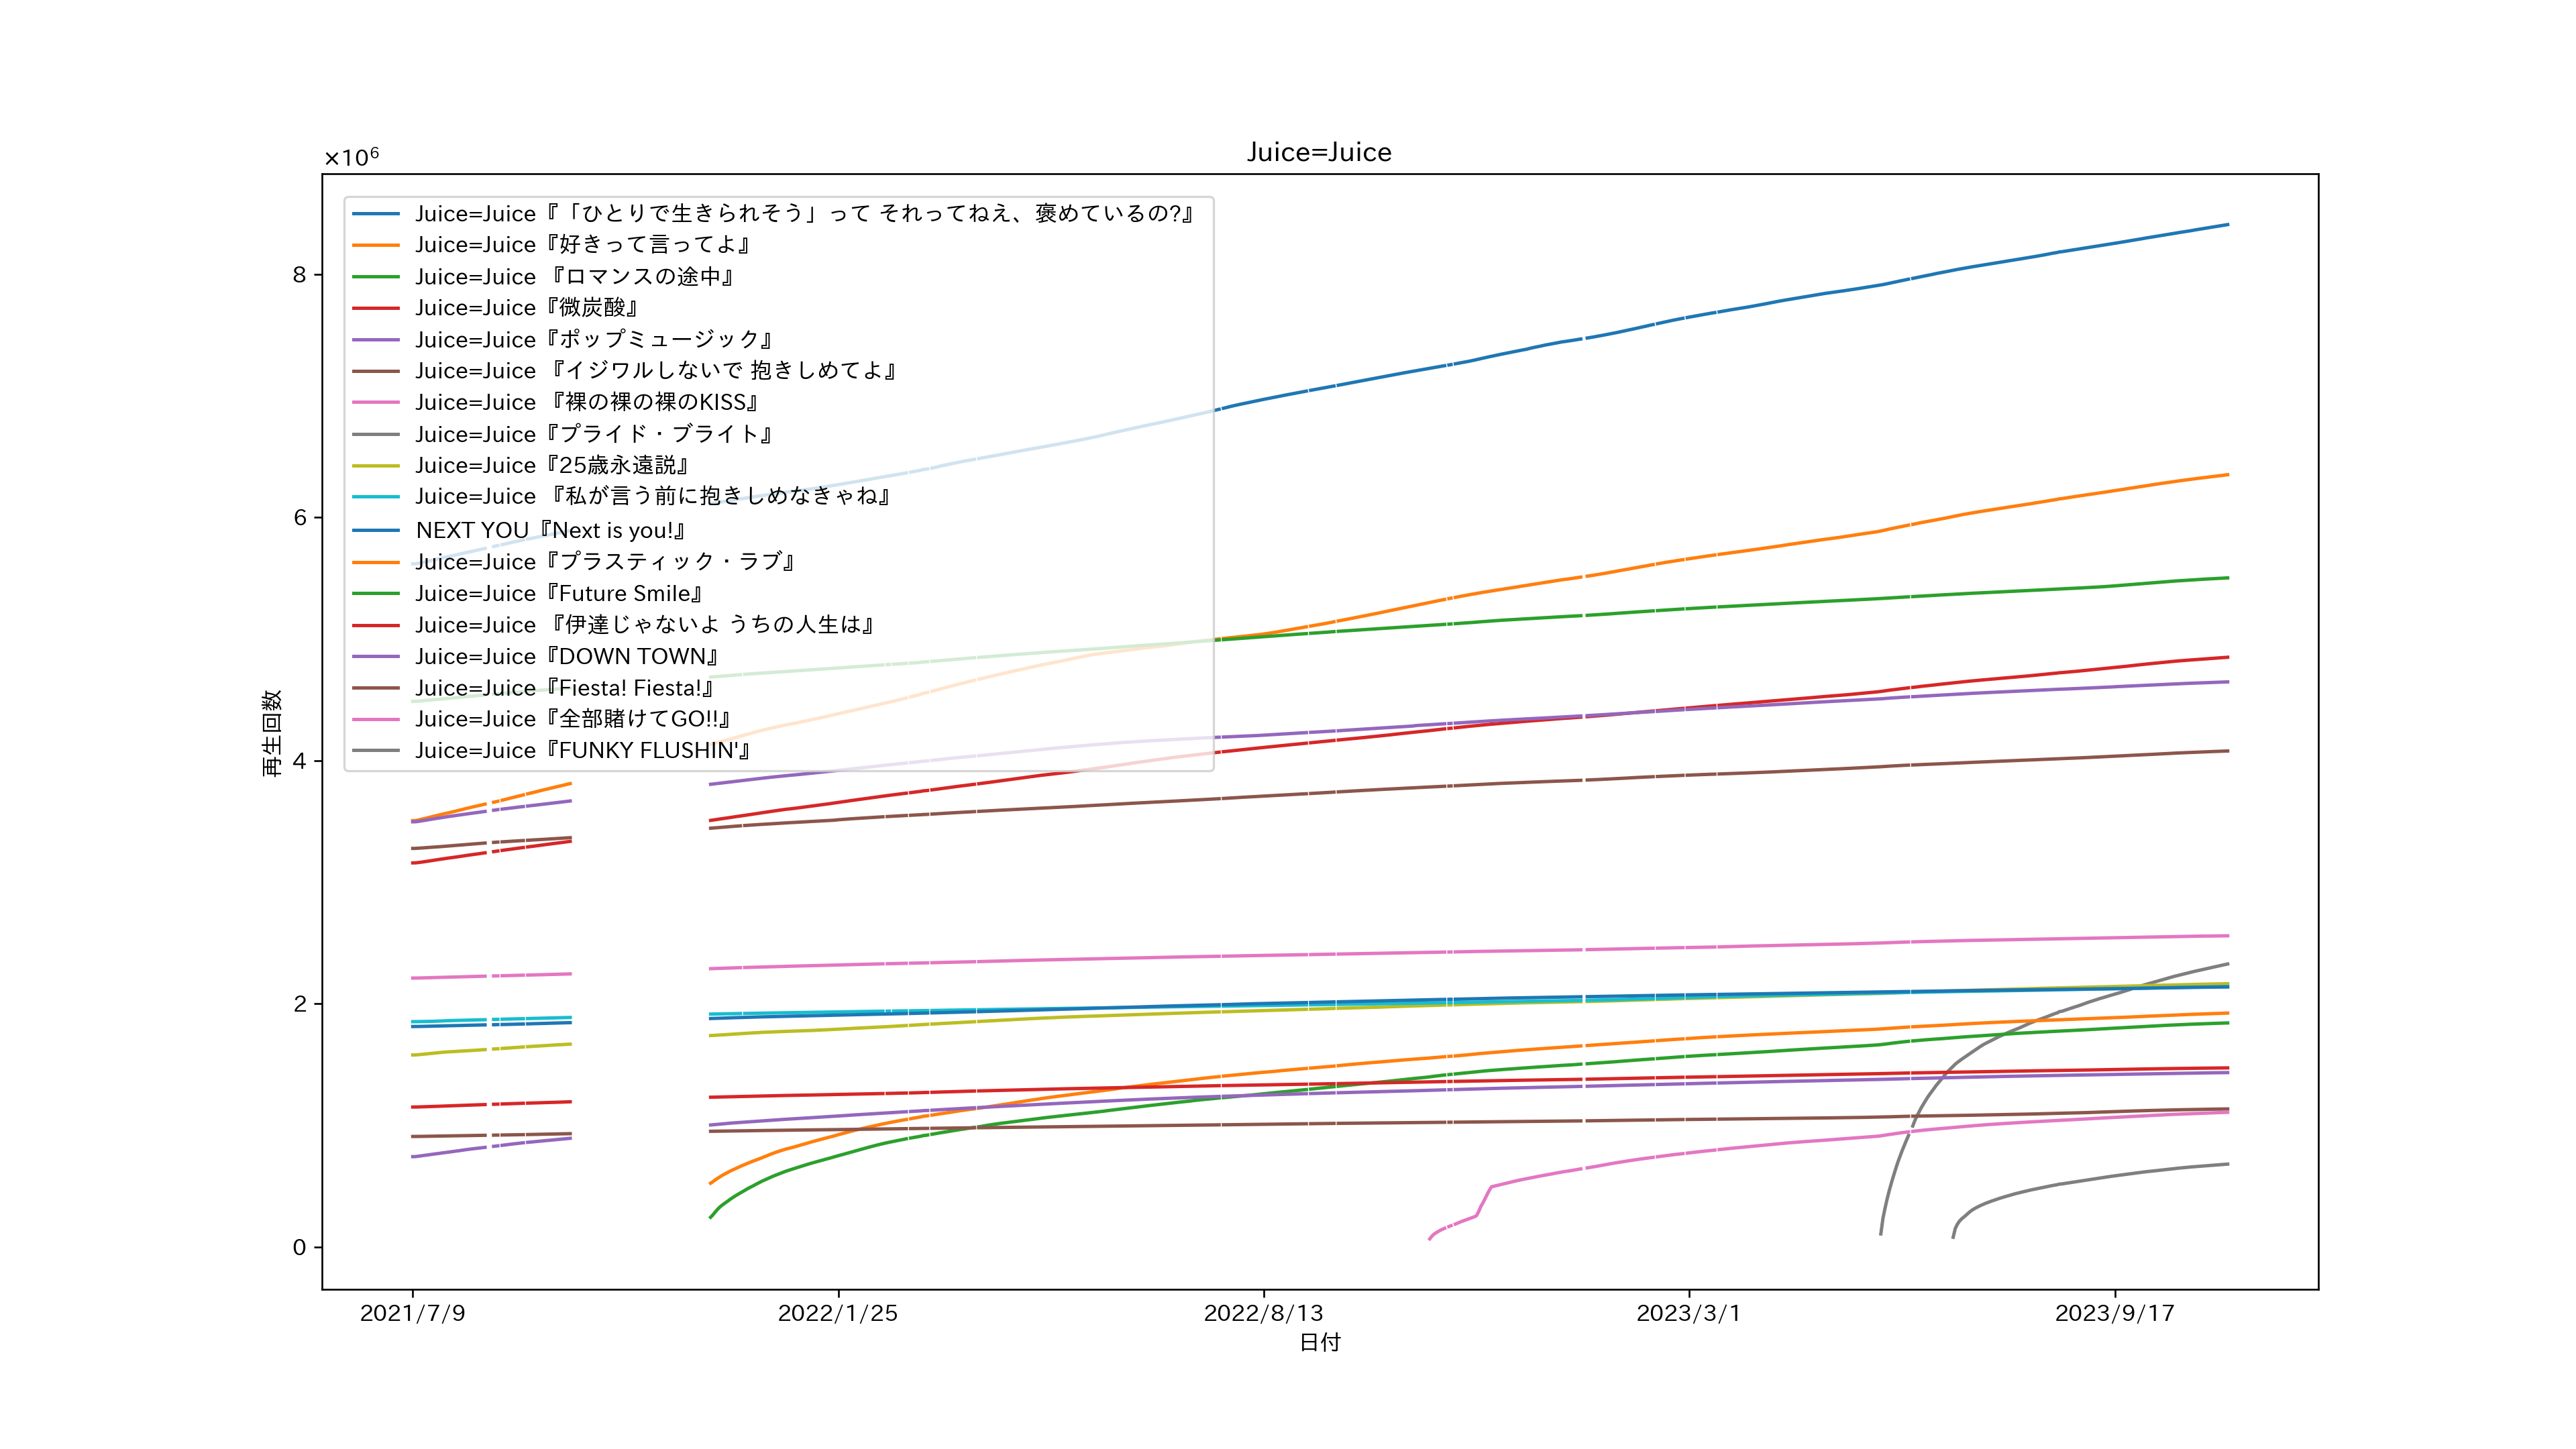 Juice=Juice
×10⁶
Juice=Juice『「ひとりで生きられそう」って それってねえ、褒めているの?』
Juice=Juice『好きって言ってよ』
Juice=Juice 『ロマンスの途中』
Juice=Juice『微炭酸』
Juice=Juice『ポップミュージック』
Juice=Juice 『イジワルしないで 抱きしめてよ』
Juice=Juice 『裸の裸の裸のKISS』
Juice=Juice『プライド・ブライト』
Juice=Juice『25歳永遠説』
Juice=Juice 『私が言う前に抱きしめなきゃね』
NEXT YOU『Next is you!』
Juice=Juice『プラスティック・ラブ』
Juice=Juice『Future Smile』
Juice=Juice 『伊達じゃないよ うちの人生は』
Juice=Juice『DOWN TOWN』
Juice=Juice『Fiesta! Fiesta!』
Juice=Juice『全部賭けてGO!!』
Juice=Juice『FUNKY FLUSHIN'』
8
6
4
2
0
再生回数
2021/7/9
2022/1/25
2022/8/13
2023/3/1
2023/9/17
日付